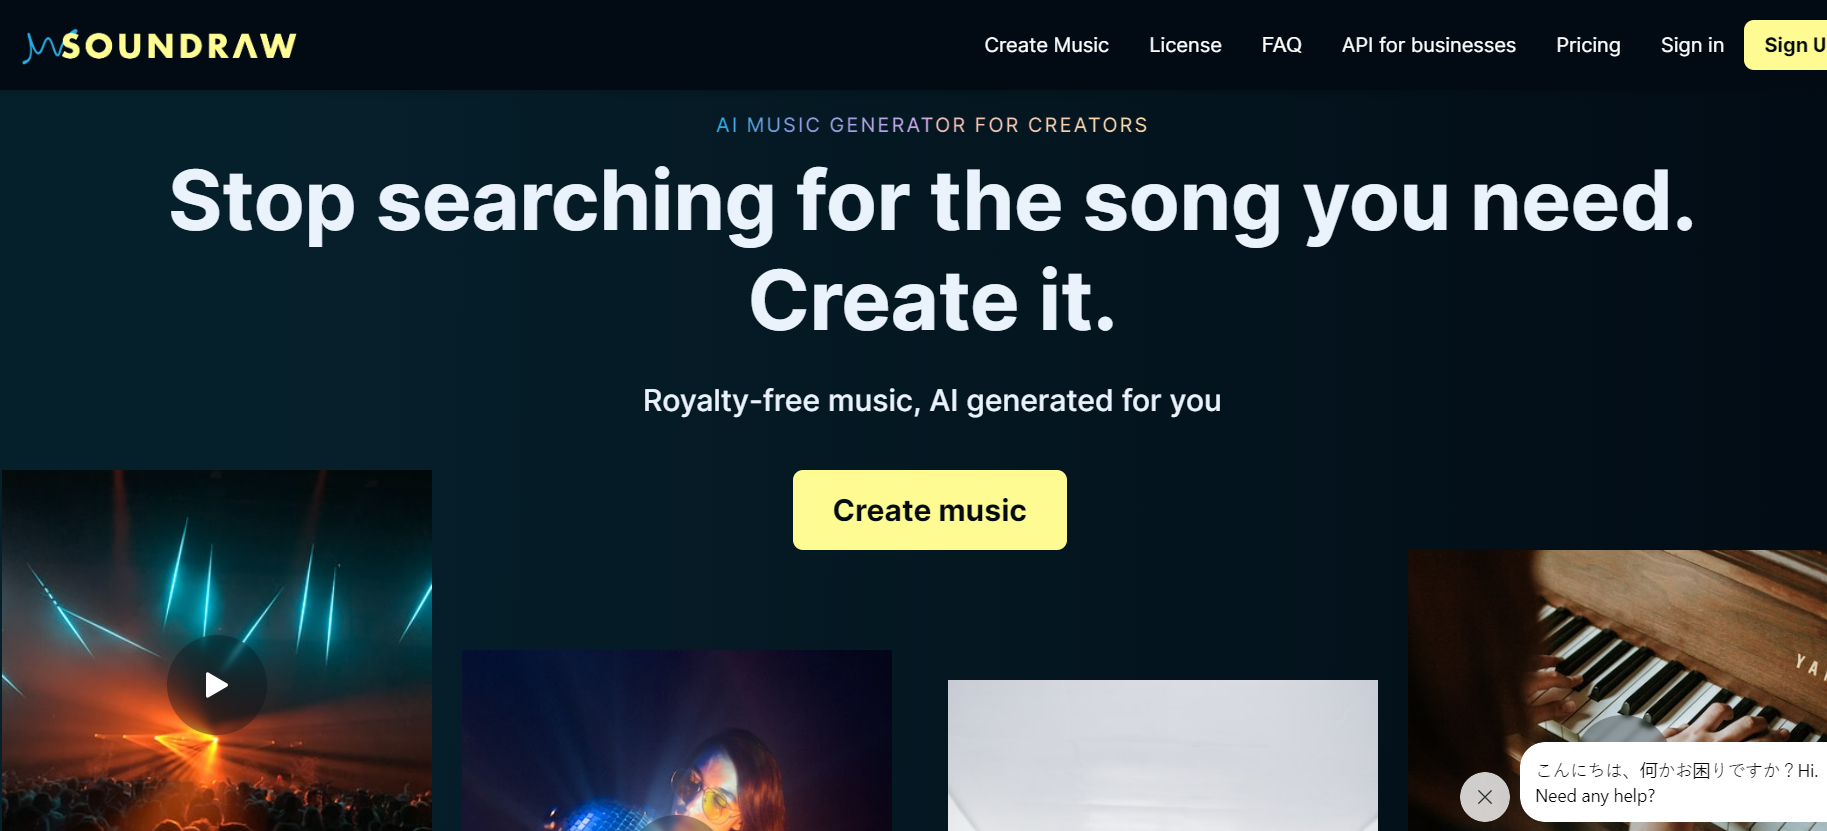 SOUNDRAW
Create Music
License
FAQ
API for businesses
Pricing
Sign in
Sign U
AI MUSIC GENERATOR FOR CREATORS
Stop searching for the song you need.
Create it.
Royalty-free music, AI generated for you
Create music
YA
こんにちは、何かお困りですか？Hi.
Need any help?